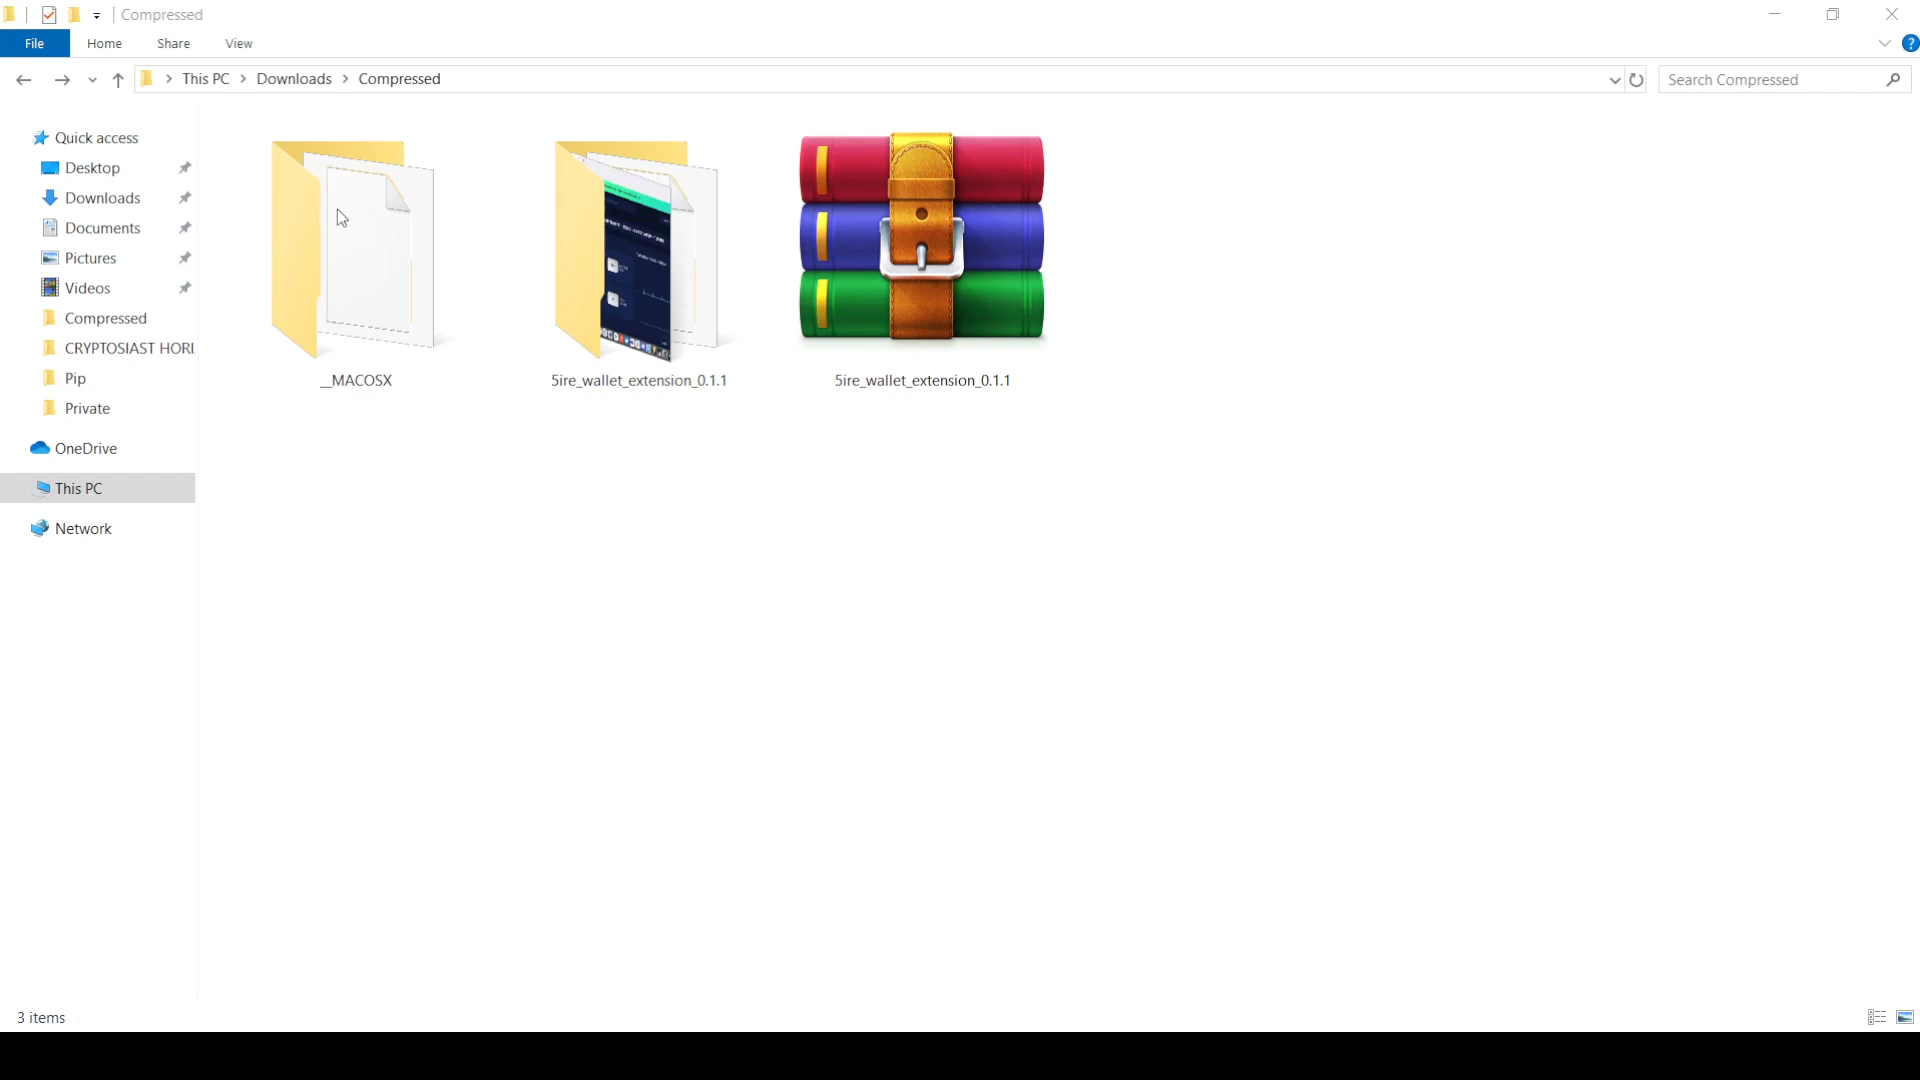 Compressed
File Home Share View
This PC Downloads Compressed
Search Compressed
Quick access
Desktop
Downloads
Documents
Pictures
Videos
Compressed
CRYPTOSIAST HORI
Pip
Private
OneDrive
This PC
Network
__MACOSX
5ire_wallet_extension_0.1.1
5ire_wallet_extension_0.1.1
3 items